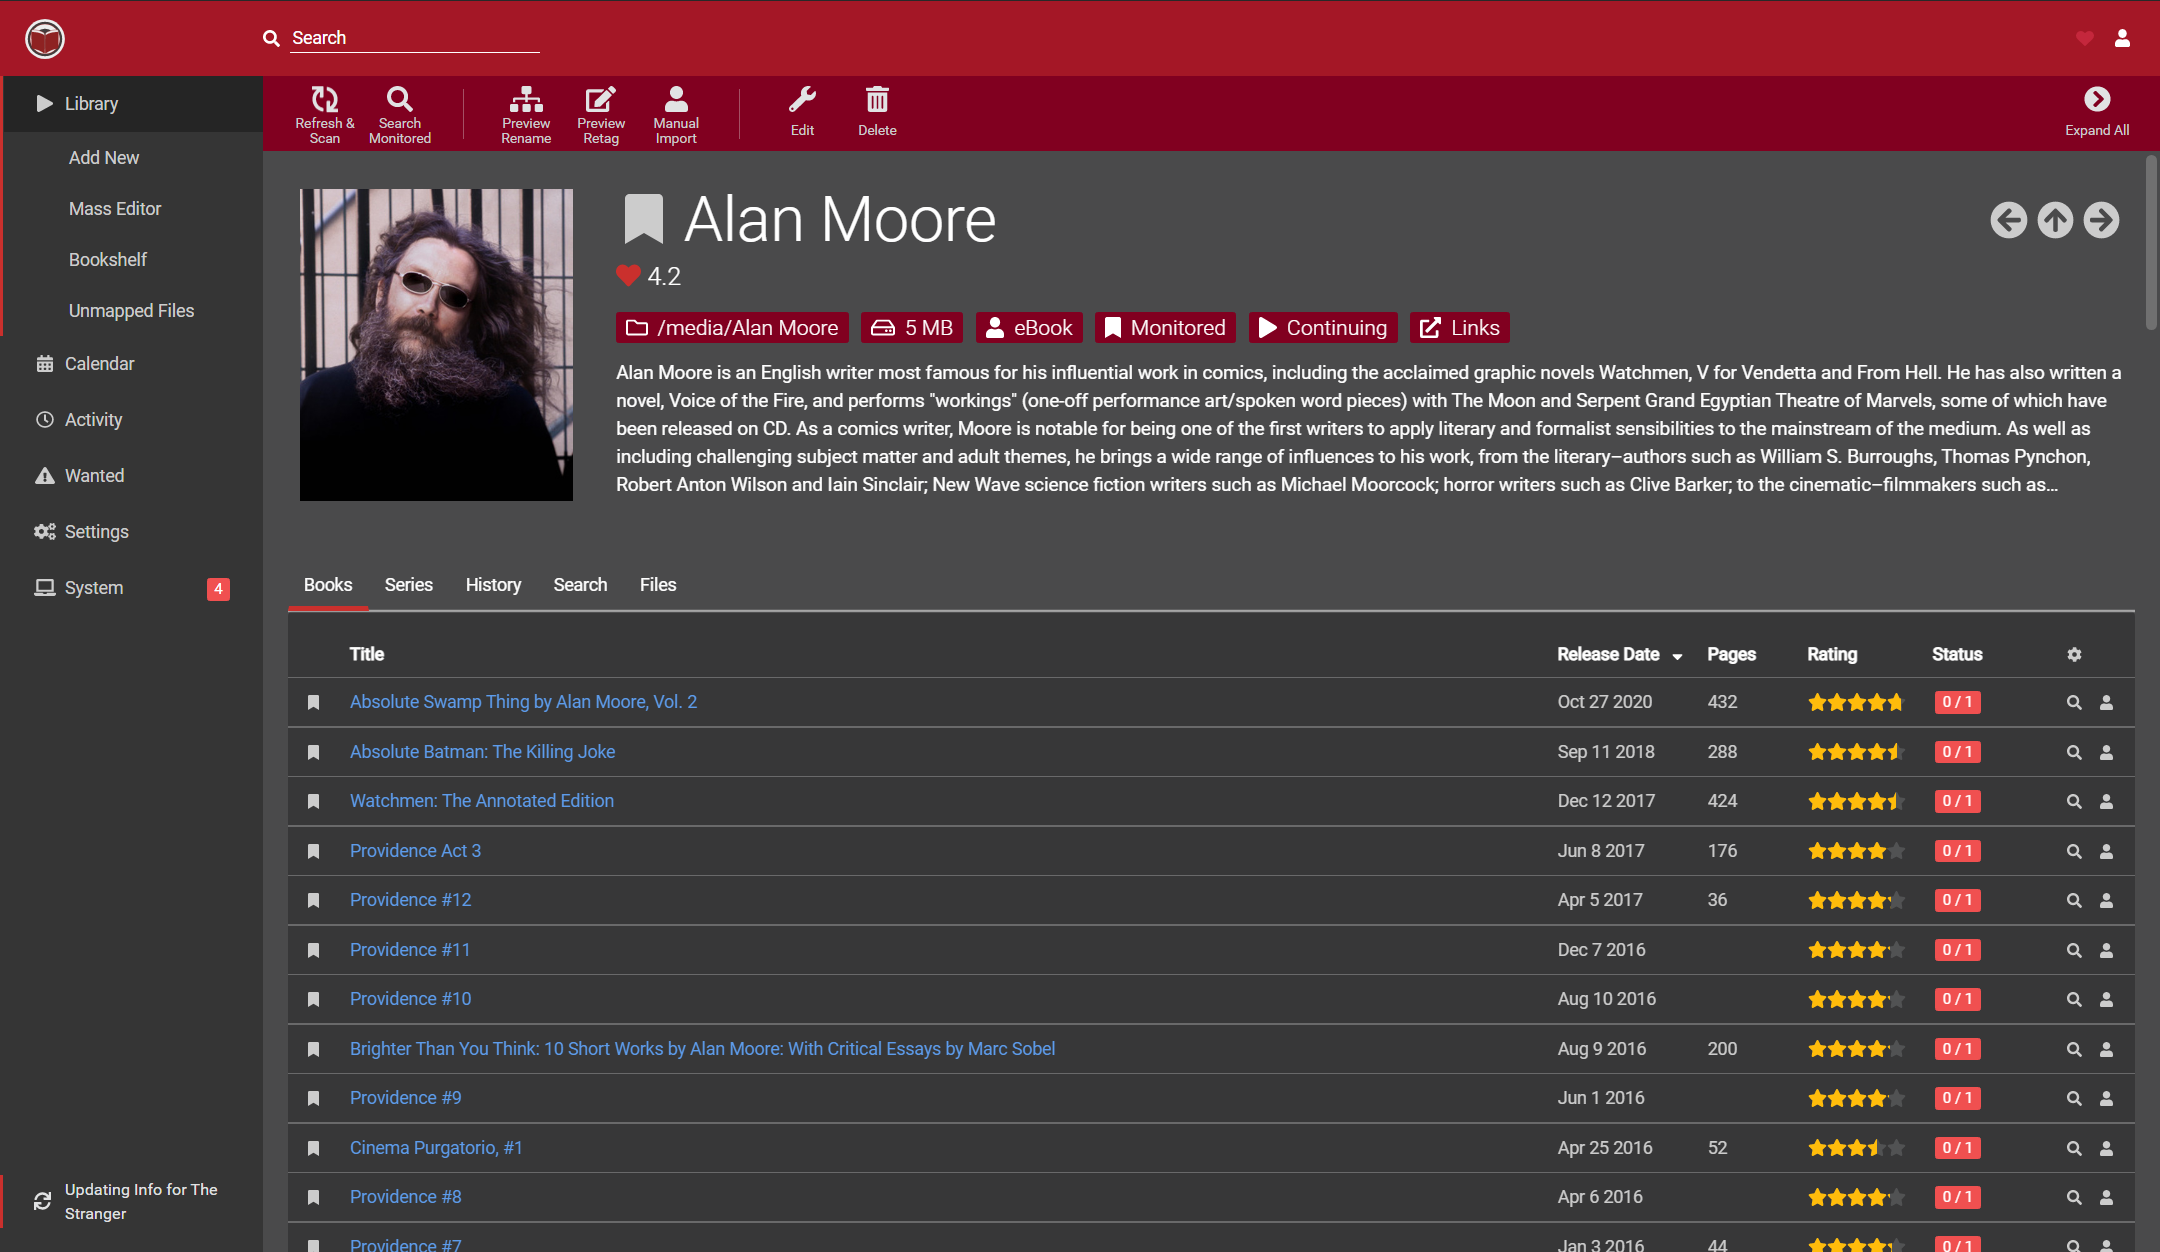 Search
Library
Add New
Mass Editor
Bookshelf
Unmapped Files
Calendar
Activity
Wanted
Settings
System 4
Updating Info for The
Stranger
Refresh &
Scan
Search
Monitored
Preview
Rename
Preview
Retag
Manual
Import
Edit
Delete
Expand All
Alan Moore
4.2
/media/Alan Moore 5 MB eBook Monitored Continuing Links
Alan Moore is an English writer most famous for his influential work in comics, including the acclaimed graphic novels Watchmen, V for Vendetta and From Hell. He has also written a
novel, Voice of the Fire, and performs "workings" (one-off performance art/spoken word pieces) with The Moon and Serpent Grand Egyptian Theatre of Marvels, some of which have
been released on CD. As a comics writer, Moore is notable for being one of the first writers to apply literary and formalist sensibilities to the mainstream of the medium. As well as
including challenging subject matter and adult themes, he brings a wide range of influences to his work, from the literary–authors such as William S. Burroughs, Thomas Pynchon,
Robert Anton Wilson and Iain Sinclair; New Wave science fiction writers such as Michael Moorcock; horror writers such as Clive Barker; to the cinematic–filmmakers such as…
Books Series History Search Files
Title Release Date Pages Rating Status
Absolute Swamp Thing by Alan Moore, Vol. 2 Oct 27 2020 432 0 / 1
Absolute Batman: The Killing Joke Sep 11 2018 288 0 / 1
Watchmen: The Annotated Edition Dec 12 2017 424 0 / 1
Providence Act 3 Jun 8 2017 176 0 / 1
Providence #12 Apr 5 2017 36 0 / 1
Providence #11 Dec 7 2016 0 / 1
Providence #10 Aug 10 2016 0 / 1
Brighter Than You Think: 10 Short Works by Alan Moore: With Critical Essays by Marc Sobel Aug 9 2016 200 0 / 1
Providence #9 Jun 1 2016 0 / 1
Cinema Purgatorio, #1 Apr 25 2016 52 0 / 1
Providence #8 Apr 6 2016 0 / 1
Providence #7 Jan 3 2016 44 0 / 1